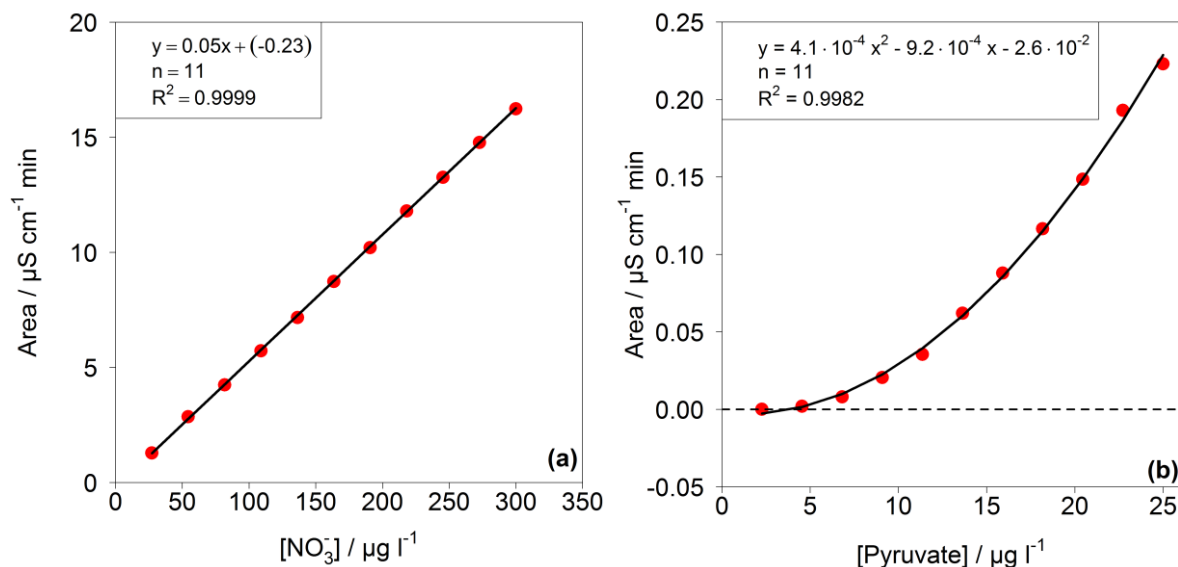 y = 0.05x + (-0.23)
n = 11
R² = 0.9999
20
15
10
5
0
0 50 100 150 200 250 300 350
Area / µS cm⁻¹ min
[NO₃⁻] / µg l⁻¹
(a)
y = 4.1 · 10⁻⁴ x² - 9.2 · 10⁻⁴ x - 2.6 · 10⁻²
n = 11
R² = 0.9982
0.25
0.20
0.15
0.10
0.05
0.00
-0.05
0 5 10 15 20 25
Area / µS cm⁻¹ min
[Pyruvate] / µg l⁻¹
(b)